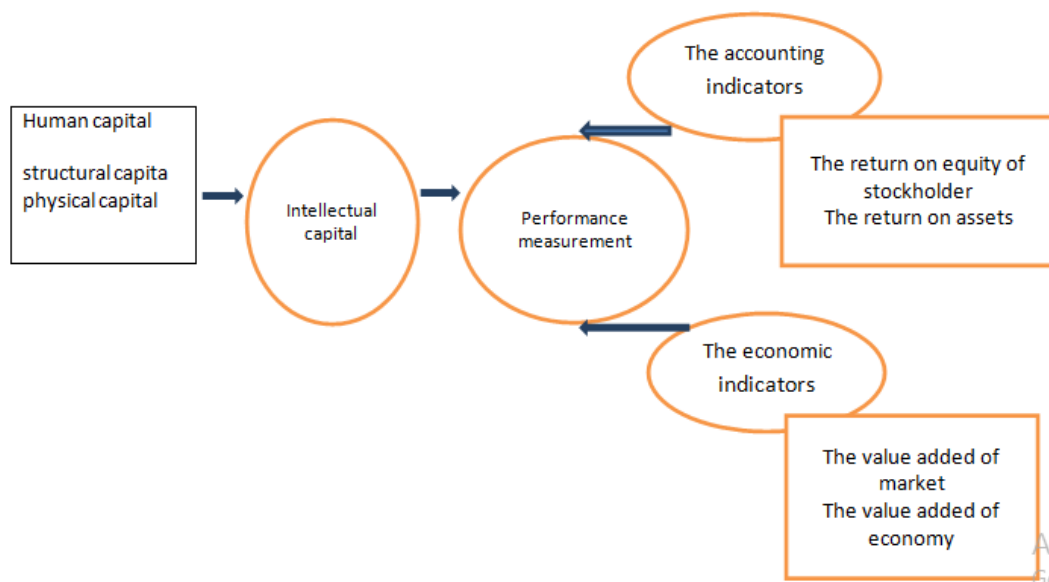 Human capital
structural capita
physical capital
Intellectual
capital
Performance
measurement
The accounting
indicators
The return on equity of
stockholder
The return on assets
The economic
indicators
The value added of
market
The value added of
economy